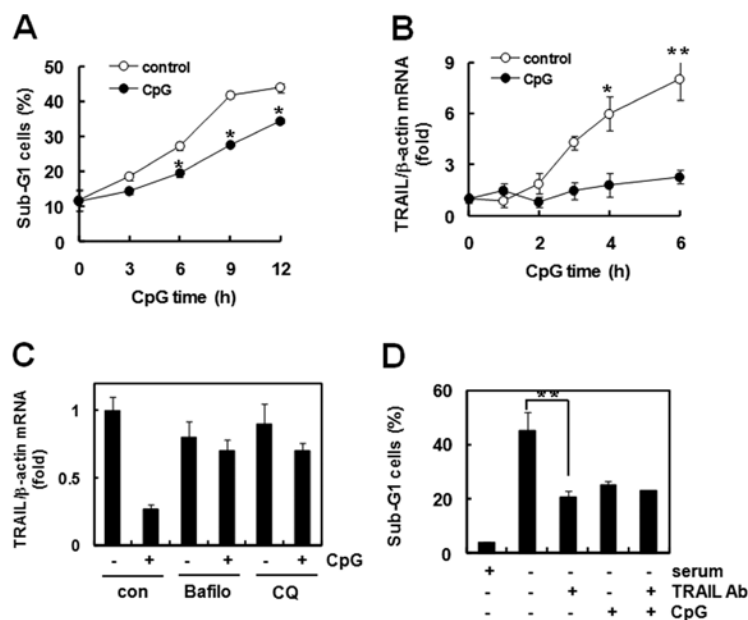 A
control
CpG
Sub-G1 cells (%)
50
40
30
20
10
0
*
*
*
0 3 6 9 12
CpG time (h)
B
control
CpG
TRAIL/β-actin mRNA
(fold)
9
6
3
0
*
**
0 2 4 6
CpG time (h)
C
TRAIL/β-actin mRNA
(fold)
1
0.5
0
- + - + - + CpG
con Bafilo CQ
D
Sub-G1 cells (%)
60
40
20
0
**
+ - - - - serum
- - + - + TRAIL Ab
- - - + + CpG